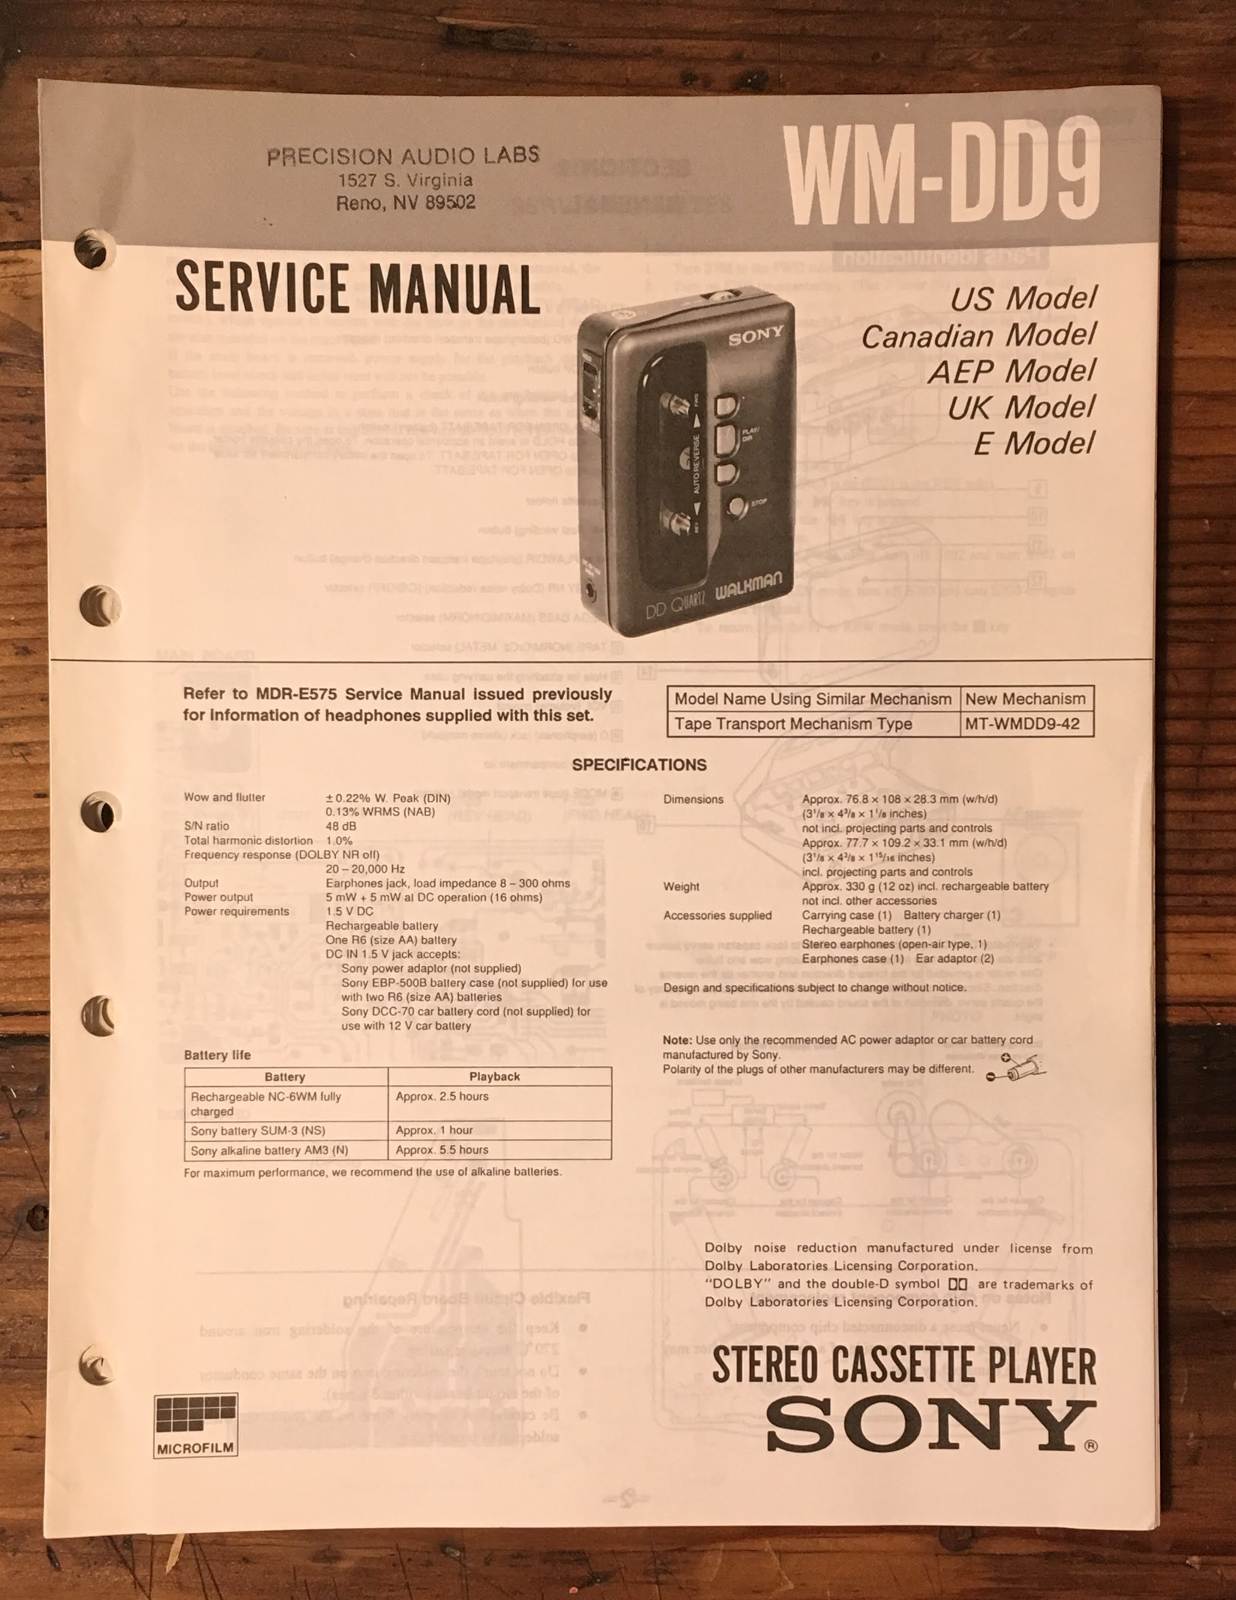 PRECISION AUDIO LABS
1527 S. Virginia
Reno, NV 89502
WM-DD9
SERVICE MANUAL
US Model
Canadian Model
AEP Model
UK Model
E Model
SONY
PLAY/
DIR
AUTO REVERSE
STOP
DD QUARTZ WALKMAN
Refer to MDR-E575 Service Manual issued previously
for information of headphones supplied with this set.
Model Name Using Similar Mechanism New Mechanism
Tape Transport Mechanism Type MT-WMDD9-42
SPECIFICATIONS
Wow and flutter ±0.22% W. Peak (DIN)
0.13% WRMS (NAB)
S/N ratio 48 dB
Total harmonic distortion 1.0%
Frequency response (DOLBY NR off)
20 – 20,000 Hz
Output Earphones jack, load impedance 8 – 300 ohms
Power output 5 mW + 5 mW at DC operation (16 ohms)
Power requirements 1.5 V DC
Rechargeable battery
One R6 (size AA) battery
DC IN 1.5 V jack accepts:
Sony power adaptor (not supplied)
Sony EBP-500B battery case (not supplied) for use
with two R6 (size AA) batteries
Sony DCC-70 car battery cord (not supplied) for
use with 12 V car battery
Battery life
Battery Playback
Rechargeable NC-6WM fully
charged Approx. 2.5 hours
Sony battery SUM-3 (NS) Approx. 1 hour
Sony alkaline battery AM3 (N) Approx. 5.5 hours
For maximum performance, we recommend the use of alkaline batteries.
Dimensions Approx. 76.8 × 108 × 28.3 mm (w/h/d)
(3 1/8 × 4 3/8 × 1 1/8 inches)
not incl. projecting parts and controls
Approx. 77.7 × 109.2 × 33.1 mm (w/h/d)
(3 1/8 × 4 3/8 × 1 15/16 inches)
incl. projecting parts and controls
Weight Approx. 330 g (12 oz) incl. rechargeable battery
not incl. other accessories
Accessories supplied Carrying case (1) Battery charger (1)
Rechargeable battery (1)
Stereo earphones (open-air type, 1)
Earphones case (1) Ear adaptor (2)
Design and specifications subject to change without notice.
Note: Use only the recommended AC power adaptor or car battery cord
manufactured by Sony.
Polarity of the plugs of other manufacturers may be different.
Dolby noise reduction manufactured under license from
Dolby Laboratories Licensing Corporation.
"DOLBY" and the double-D symbol are trademarks of
Dolby Laboratories Licensing Corporation.
STEREO CASSETTE PLAYER
SONY®
MICROFILM